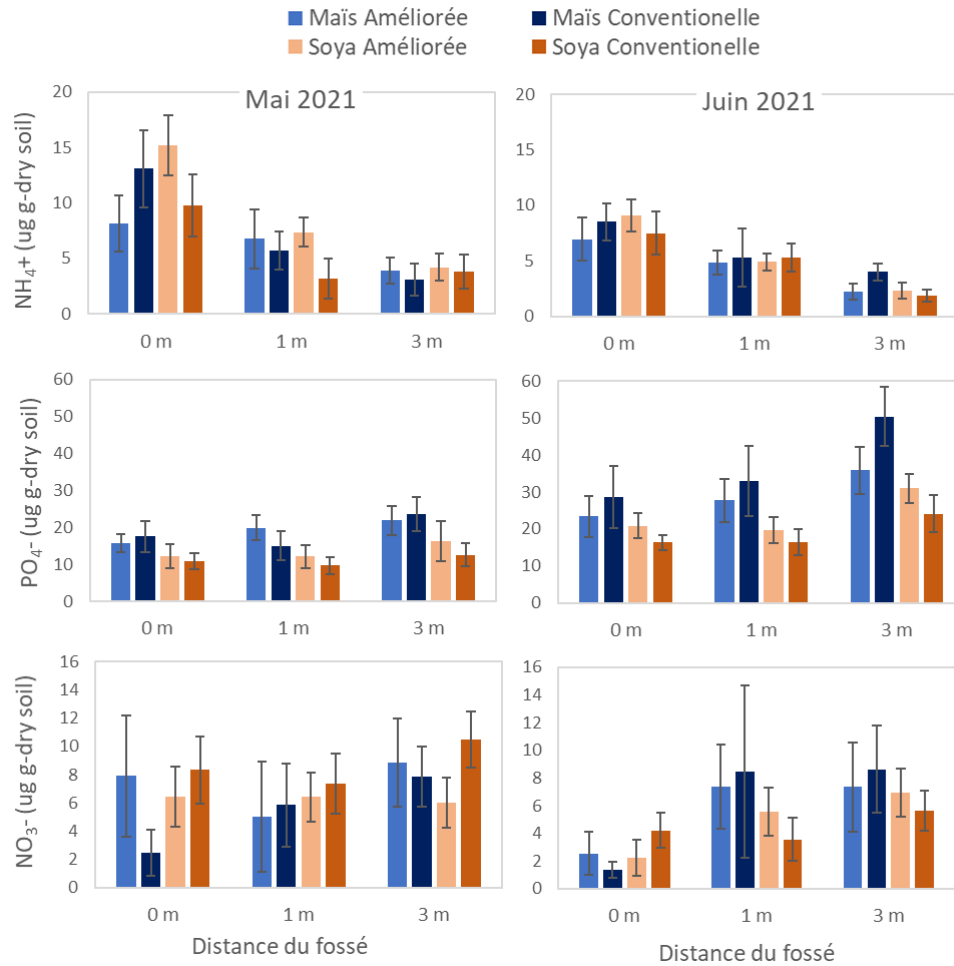 Maïs Améliorée Maïs Conventionelle
Soya Améliorée Soya Conventionelle
Mai 2021
NH₄+ (ug g-dry soil)
20
15
10
5
0
0 m 1 m 3 m
Juin 2021
20
15
10
5
0
0 m 1 m 3 m
PO₄- (ug g-dry soil)
60
50
40
30
20
10
0
0 m 1 m 3 m
60
50
40
30
20
10
0
0 m 1 m 3 m
NO₃- (ug g-dry soil)
16
14
12
10
8
6
4
2
0
0 m 1 m 3 m
Distance du fossé
16
14
12
10
8
6
4
2
0
0 m 1 m 3 m
Distance du fossé